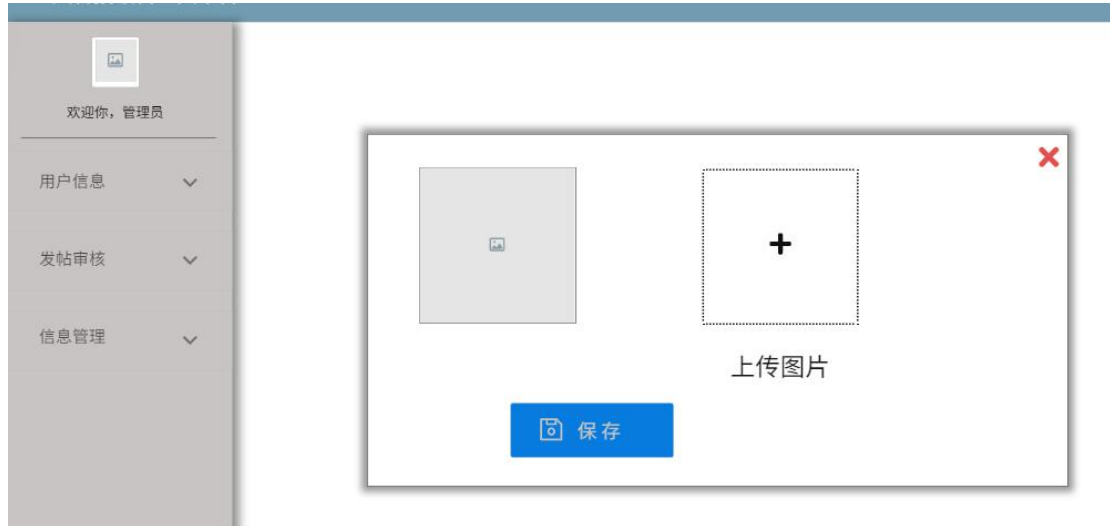 欢迎你，管理员
用户信息
发帖审核
信息管理
上传图片
保存